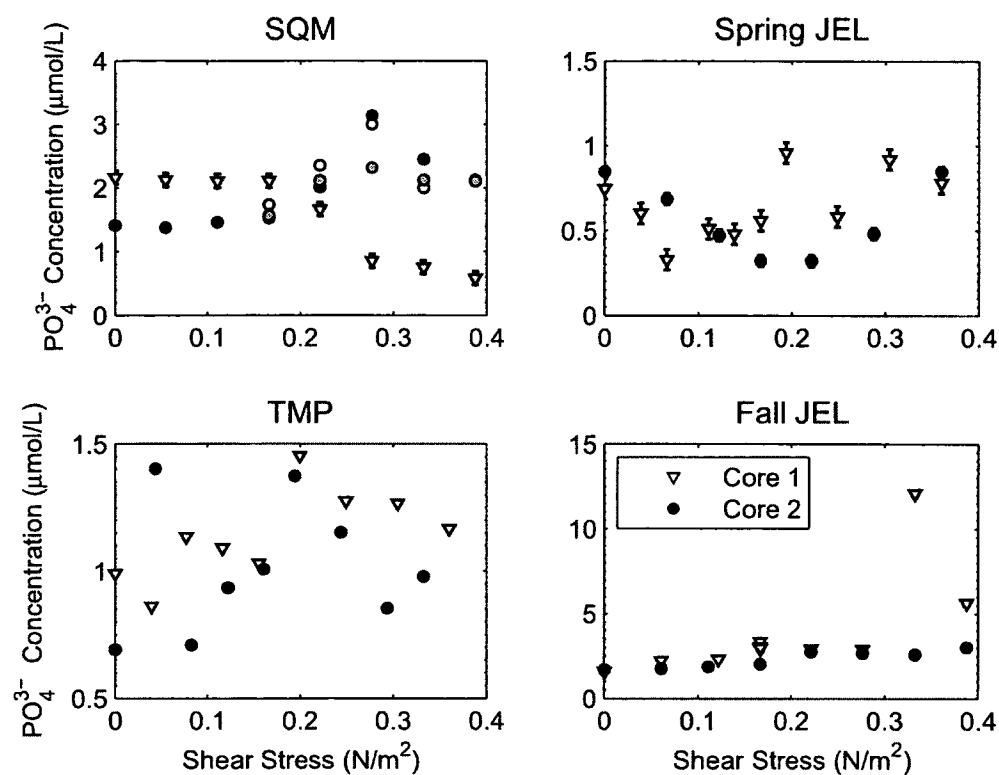 SQM
PO₄³⁻ Concentration (μmol/L)
4
3
2
1
0
0 0.1 0.2 0.3 0.4
Spring JEL
1.5
1
0.5
0
0 0.1 0.2 0.3 0.4
TMP
PO₄³⁻ Concentration (μmol/L)
1.5
1
0.5
0 0.1 0.2 0.3 0.4
Shear Stress (N/m²)
Fall JEL
15
10
5
0
Core 1
Core 2
0 0.1 0.2 0.3 0.4
Shear Stress (N/m²)